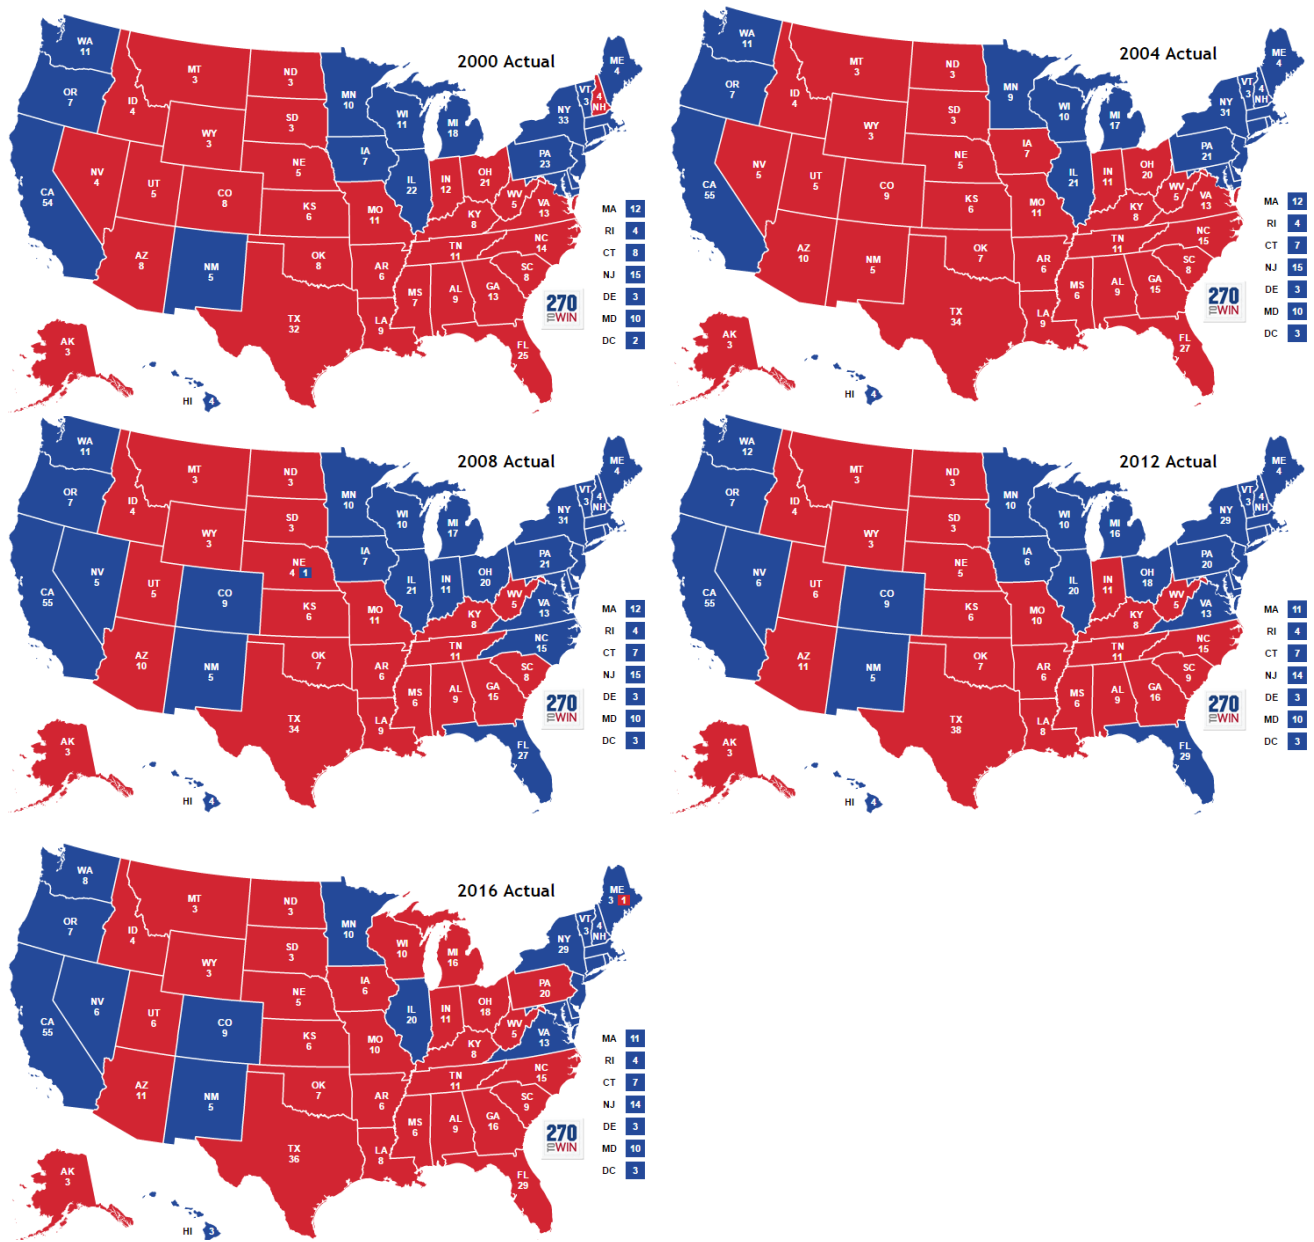 2000 Actual
WA
11
OR
7
CA
54
NV
4
ID
4
MT
3
WY
3
UT
5
AZ
8
CO
8
NM
5
ND
3
SD
3
NE
5
KS
6
OK
8
TX
32
MN
10
IA
7
MO
11
AR
6
LA
9
WI
11
IL
22
MI
18
IN
12
OH
21
KY
8
TN
11
MS
7
AL
9
GA
13
FL
25
SC
8
NC
14
VA
13
WV
5
PA
23
NY
33
VT
3
4
NH
ME
4
AK
3
HI 4
MA 12
RI 4
CT 8
NJ 15
DE 3
MD 10
DC 2
270
TO WIN
2004 Actual
WA
11
OR
7
CA
55
NV
5
ID
4
MT
3
WY
3
UT
5
AZ
10
CO
9
NM
5
ND
3
SD
3
NE
5
KS
6
OK
7
TX
34
MN
9
IA
7
MO
11
AR
6
LA
9
WI
10
IL
21
MI
17
IN
11
OH
20
KY
8
TN
11
MS
6
AL
9
GA
15
FL
27
SC
8
NC
15
VA
13
WV
5
PA
21
NY
31
VT
3
4
NH
ME
4
AK
3
HI 4
MA 12
RI 4
CT 7
NJ 15
DE 3
MD 10
DC 3
270
TO WIN
2008 Actual
WA
11
OR
7
CA
55
NV
5
ID
4
MT
3
WY
3
UT
5
AZ
10
CO
9
NM
5
ND
3
SD
3
NE
4 1
KS
6
OK
7
TX
34
MN
10
IA
7
MO
11
AR
6
LA
9
WI
10
IL
21
MI
17
IN
11
OH
20
KY
8
TN
11
MS
6
AL
9
GA
15
FL
27
SC
8
NC
15
VA
13
WV
5
PA
21
NY
31
VT
3
4
NH
ME
4
AK
3
HI 4
MA 12
RI 4
CT 7
NJ 15
DE 3
MD 10
DC 3
270
TO WIN
2012 Actual
WA
12
OR
7
CA
55
NV
6
ID
4
MT
3
WY
3
UT
6
AZ
11
CO
9
NM
5
ND
3
SD
3
NE
5
KS
6
OK
7
TX
38
MN
10
IA
6
MO
10
AR
6
LA
8
WI
10
IL
20
MI
16
IN
11
OH
18
KY
8
TN
11
MS
6
AL
9
GA
16
FL
29
SC
9
NC
15
VA
13
WV
5
PA
20
NY
29
VT
3
4
NH
ME
4
AK
3
HI 4
MA 11
RI 4
CT 7
NJ 14
DE 3
MD 10
DC 3
270
TO WIN
2016 Actual
WA
8
OR
7
CA
55
NV
6
ID
4
MT
3
WY
3
UT
6
AZ
11
CO
9
NM
5
ND
3
SD
3
NE
5
KS
6
OK
7
TX
36
MN
10
IA
6
MO
10
AR
6
LA
8
WI
10
IL
20
MI
16
IN
11
OH
18
KY
8
TN
11
MS
6
AL
9
GA
16
FL
29
SC
9
NC
15
VA
13
WV
5
PA
20
NY
29
VT
3
4
NH
ME
3 1
AK
3
HI 3
MA 11
RI 4
CT 7
NJ 14
DE 3
MD 10
DC 3
270
TO WIN